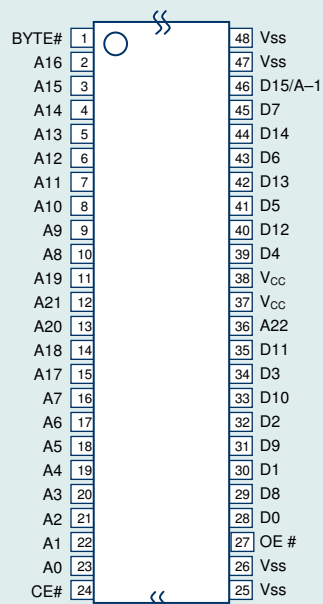 BYTE# 1 48 Vss
A16 2 47 Vss
A15 3 46 D15/A–1
A14 4 45 D7
A13 5 44 D14
A12 6 43 D6
A11 7 42 D13
A10 8 41 D5
A9 9 40 D12
A8 10 39 D4
A19 11 38 VCC
A21 12 37 VCC
A20 13 36 A22
A18 14 35 D11
A17 15 34 D3
A7 16 33 D10
A6 17 32 D2
A5 18 31 D9
A4 19 30 D1
A3 20 29 D8
A2 21 28 D0
A1 22 27 OE #
A0 23 26 Vss
CE# 24 25 Vss